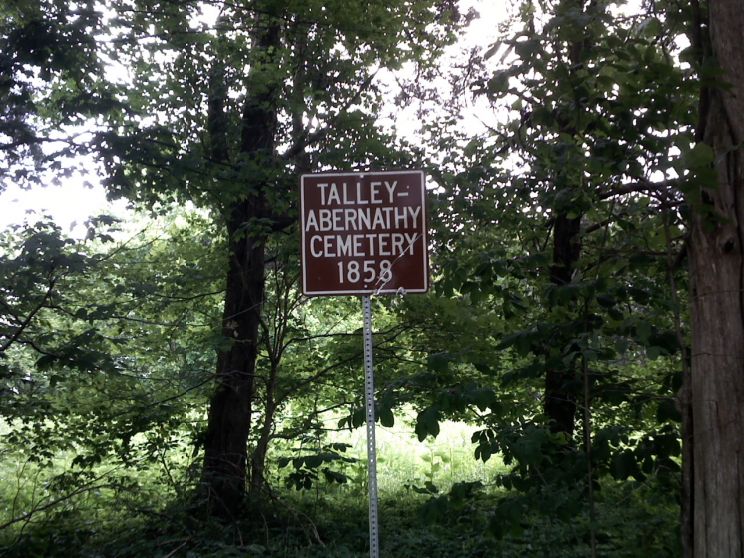 TALLEY-
ABERNATHY
CEMETERY
1858